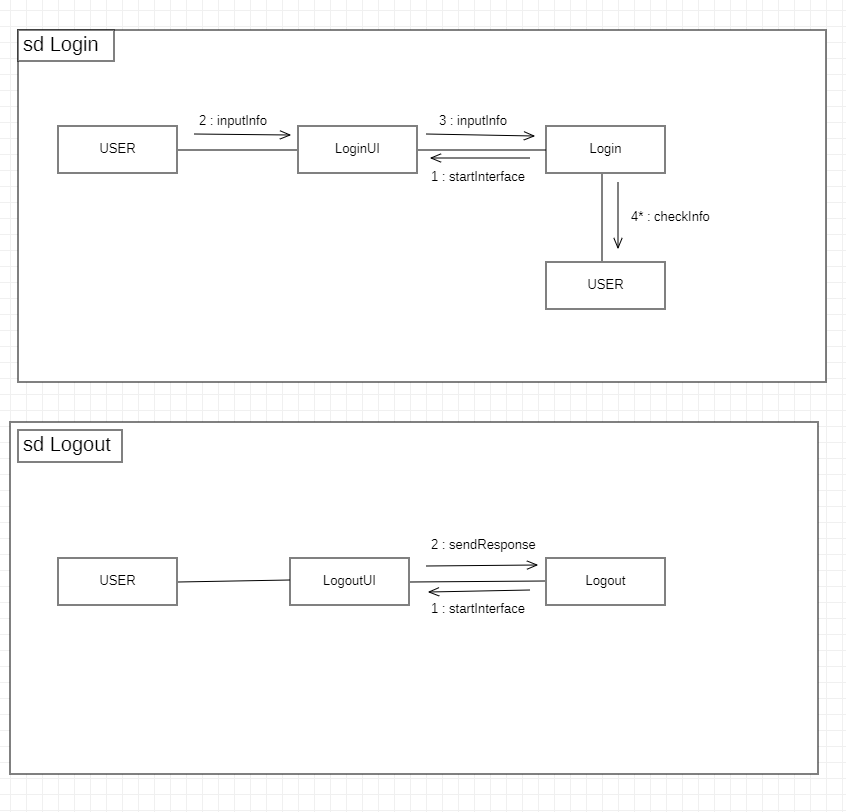 sd Login
2 : inputInfo
3 : inputInfo
USER
LoginUI
Login
1 : startInterface
4* : checkInfo
USER
sd Logout
2 : sendResponse
USER
LogoutUI
Logout
1 : startInterface